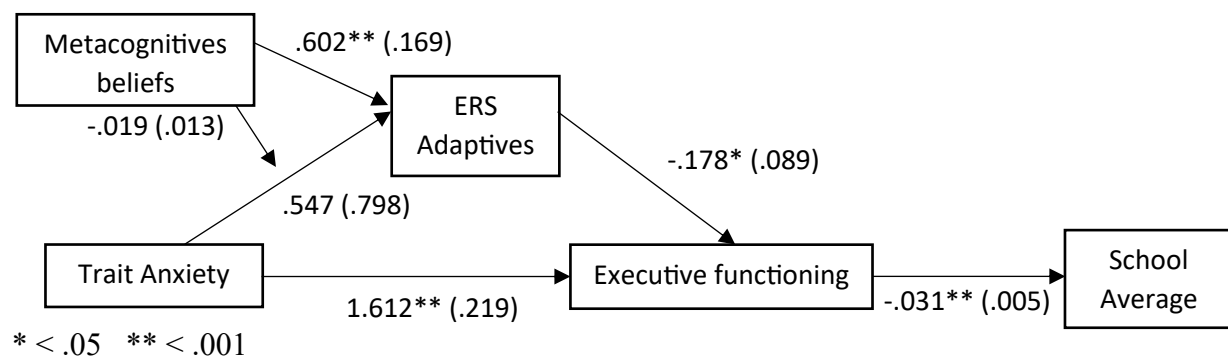 Metacognitives
beliefs
.602** (.169)
-.019 (.013)
ERS
Adaptives
-.178* (.089)
.547 (.798)
Trait Anxiety
1.612** (.219)
Executive functioning
-.031** (.005)
School
Average
* < .05 ** < .001